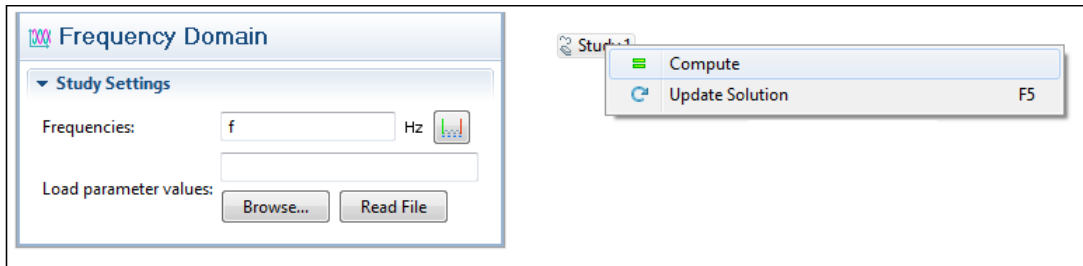 Frequency Domain
Study Settings
Frequencies: f Hz
Load parameter values:
Browse... Read File
Study 1
Compute
Update Solution F5